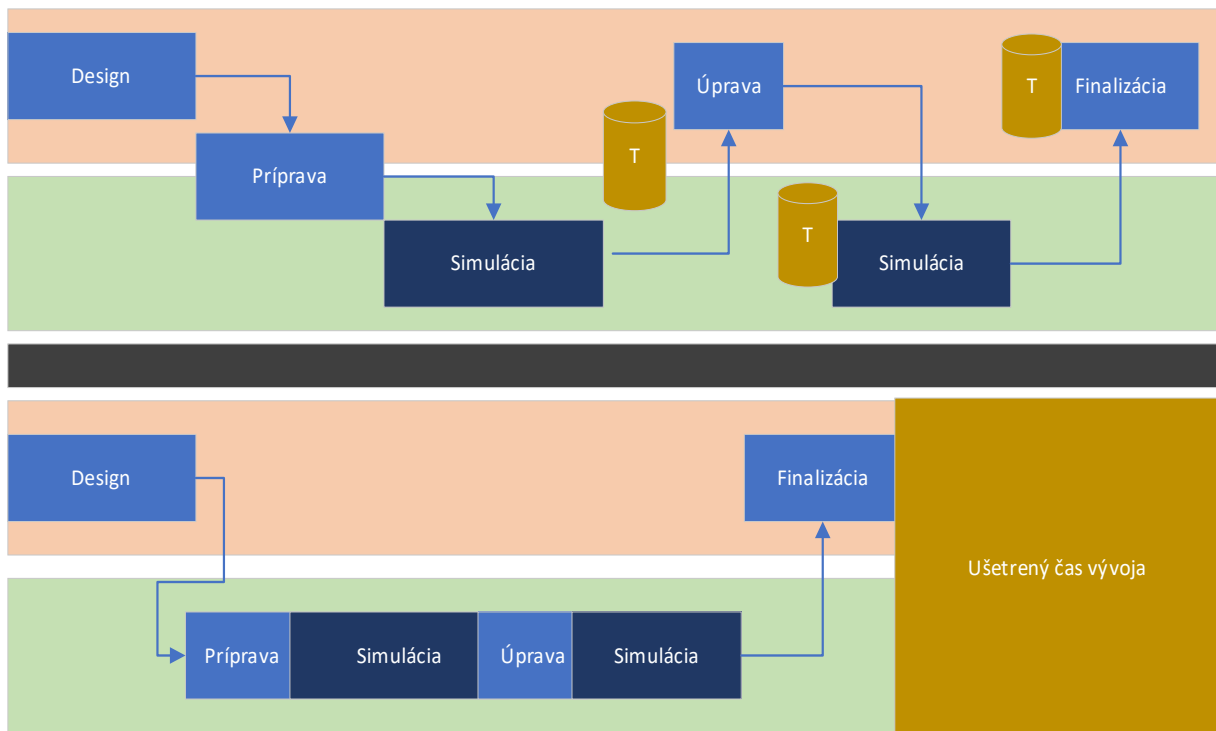 Design
Príprava
Simulácia
T
Úprava
T
Simulácia
T
Finalizácia
Design
Príprava
Simulácia
Úprava
Simulácia
Finalizácia
Ušetrený čas vývoja